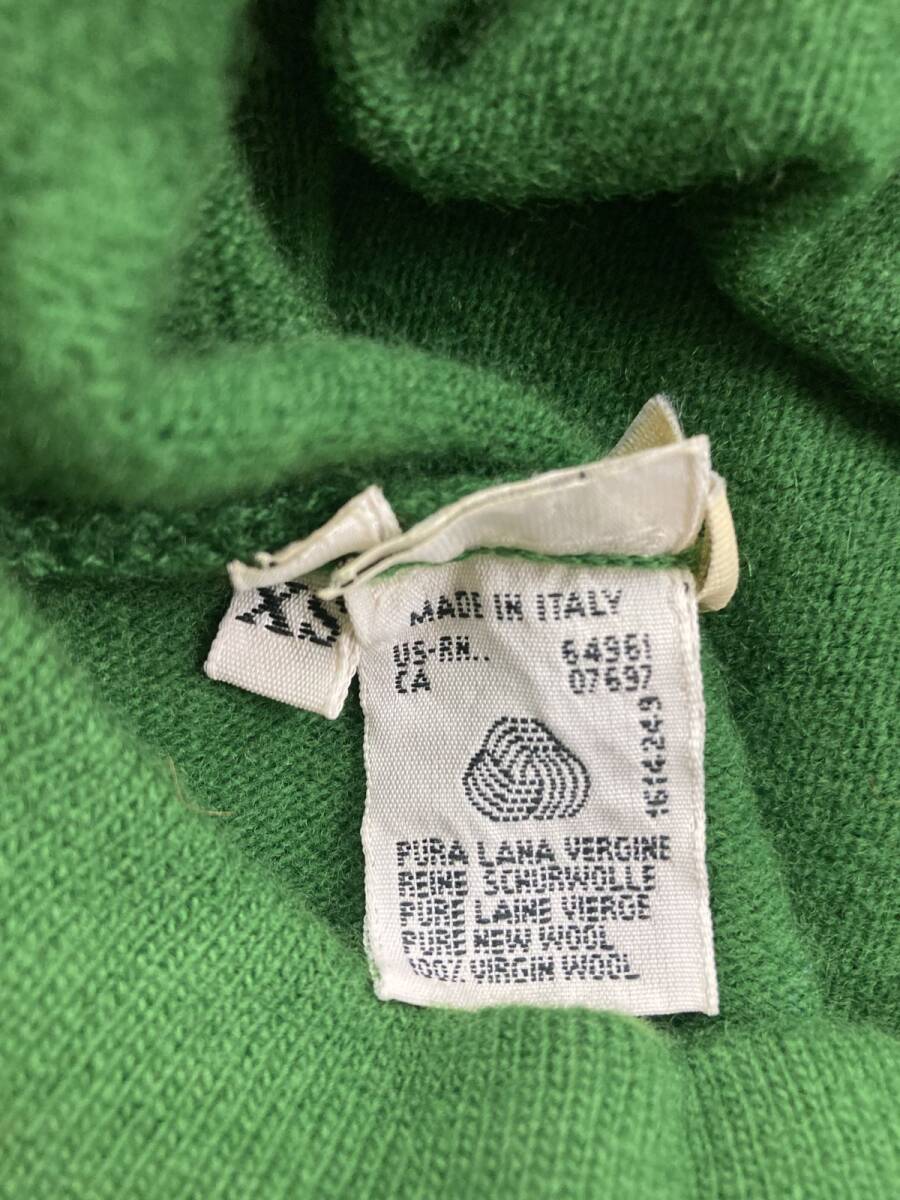 XS
MADE IN ITALY
US-RN.. 64961
CA 07697
1614249
PURA LANA VERGINE
REINE SCHURWOLLE
PURE LAINE VIERGE
PURE NEW WOOL
100% VIRGIN WOOL